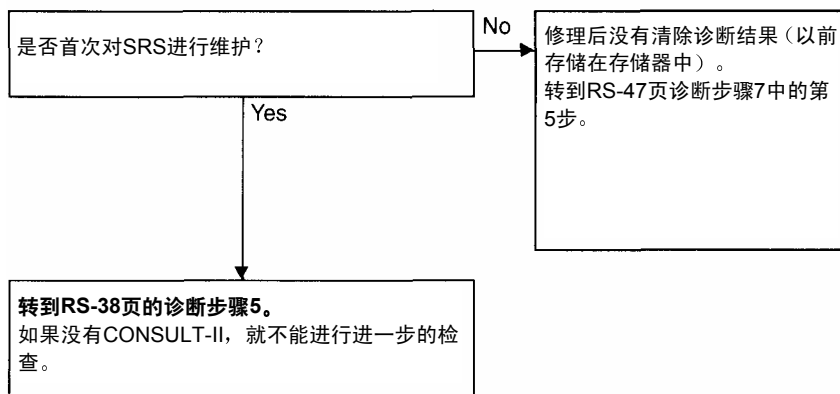 是否首次对SRS进行维护？
No
修理后没有清除诊断结果（以前
存储在存储器中）。
转到RS-47页诊断步骤7中的第
5步。
Yes
转到RS-38页的诊断步骤5。
如果没有CONSULT-II，就不能进行进一步的检
查。